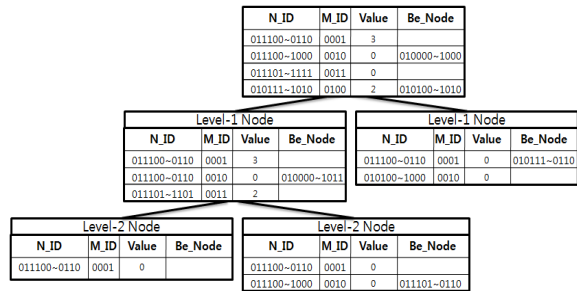 N_ID M_ID Value Be_Node
011100~0110 0001 3
011100~1000 0010 0 010000~1000
011101~1111 0011 0
010111~1010 0100 2 010100~1010
Level-1 Node
N_ID M_ID Value Be_Node
011100~0110 0001 3
011100~0110 0010 0 010000~1011
011101~1101 0011 2
Level-1 Node
N_ID M_ID Value Be_Node
011100~0110 0001 0 010111~0110
010100~1000 0010 0
Level-2 Node
N_ID M_ID Value Be_Node
011100~0110 0001 0
Level-2 Node
N_ID M_ID Value Be_Node
011100~0110 0001 0
011100~1000 0010 0 011101~0110